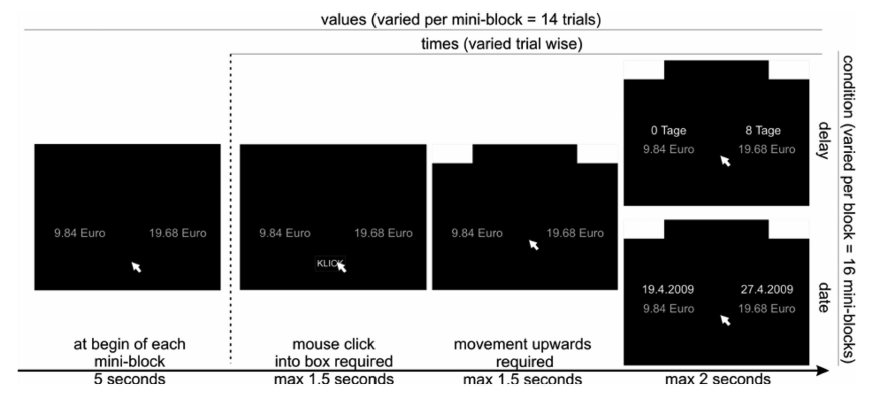 values (varied per mini-block = 14 trials)
times (varied trial wise)
condition (varied per block = 16 mini-blocks)
delay
0 Tage 8 Tage
9.84 Euro 19.68 Euro
9.84 Euro 19.68 Euro
9.84 Euro 19.68 Euro
KLICK
9.84 Euro 19.68 Euro
date
19.4.2009 27.4.2009
9.84 Euro 19.68 Euro
at begin of each
mini-block
5 seconds
mouse click
into box required
max 1.5 seconds
movement upwards
required
max 1.5 seconds
max 2 seconds